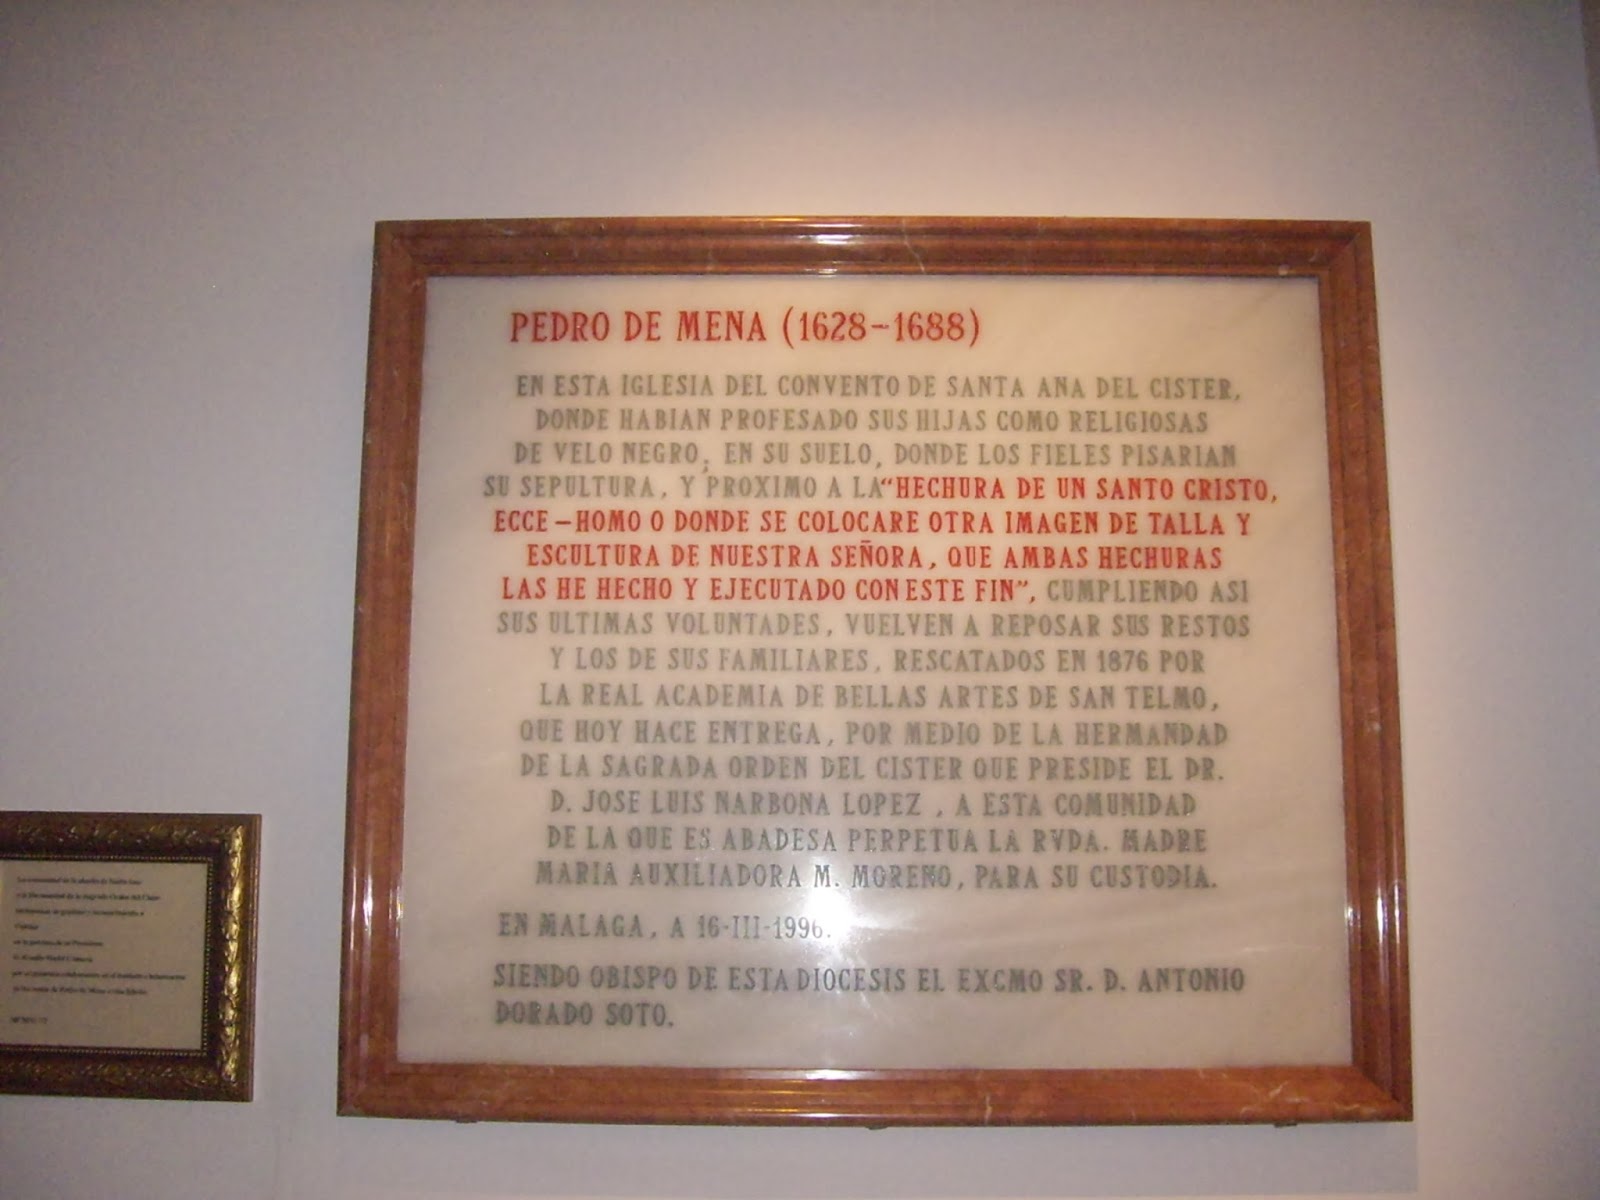 PEDRO DE MENA (1628-1688)
EN ESTA IGLESIA DEL CONVENTO DE SANTA ANA DEL CISTER,
DONDE HABIAN PROFESADO SUS HIJAS COMO RELIGIOSAS
DE VELO NEGRO; EN SU SUELO, DONDE LOS FIELES PISARIAN
SU SEPULTURA, Y PROXIMO A LA "HECHURA DE UN SANTO CRISTO,
ECCE-HOMO O DONDE SE COLOCARE OTRA IMAGEN DE TALLA Y
ESCULTURA DE NUESTRA SEÑORA, QUE AMBAS HECHURAS
LAS HE HECHO Y EJECUTADO CON ESTE FIN", CUMPLIENDO ASI
SUS ULTIMAS VOLUNTADES, VUELVEN A REPOSAR SUS RESTOS
Y LOS DE SUS FAMILIARES, RESCATADOS EN 1876 POR
LA REAL ACADEMIA DE BELLAS ARTES DE SAN TELMO,
QUE HOY HACE ENTREGA, POR MEDIO DE LA HERMANDAD
DE LA SAGRADA ORDEN DEL CISTER QUE PRESIDE EL DR.
D. JOSE LUIS NARBONA LOPEZ, A ESTA COMUNIDAD
DE LA QUE ES ABADESA PERPETUA LA RVDA. MADRE
MARIA AUXILIADORA M. MORENO, PARA SU CUSTODIA.
EN MALAGA, A 16-III-1996.
SIENDO OBISPO DE ESTA DIOCESIS EL EXCMO SR. D. ANTONIO
DORADO SOTO.